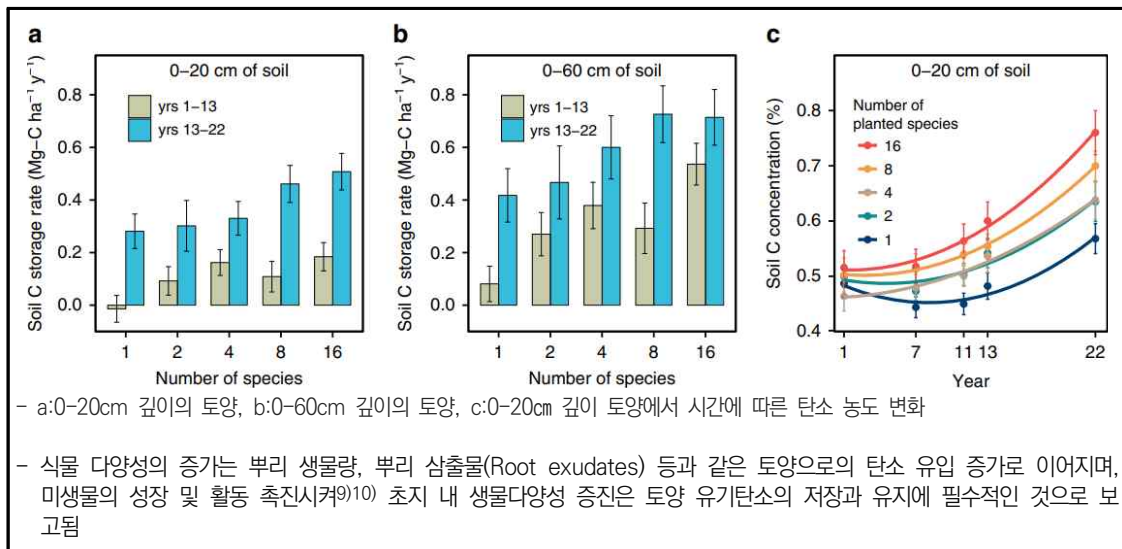 a
0–20 cm of soil
yrs 1–13
yrs 13–22
Soil C storage rate (Mg–C ha⁻¹ y⁻¹)
0.8
0.6
0.4
0.2
0.0
1 2 4 8 16
Number of species
b
0–60 cm of soil
yrs 1–13
yrs 13–22
Soil C storage rate (Mg–C ha⁻¹ y⁻¹)
0.8
0.6
0.4
0.2
0.0
1 2 4 8 16
Number of species
c
0–20 cm of soil
Number of
planted species
16
8
4
2
1
Soil C concentration (%)
0.8
0.7
0.6
0.5
0.4
1 7 11 13 22
Year
- a:0-20cm 깊이의 토양, b:0-60cm 깊이의 토양, c:0-20㎝ 깊이 토양에서 시간에 따른 탄소 농도 변화
- 식물 다양성의 증가는 뿌리 생물량, 뿌리 삼출물(Root exudates) 등과 같은 토양으로의 탄소 유입 증가로 이어지며,
미생물의 성장 및 활동 촉진시켜9)10) 초지 내 생물다양성 증진은 토양 유기탄소의 저장과 유지에 필수적인 것으로 보
고됨